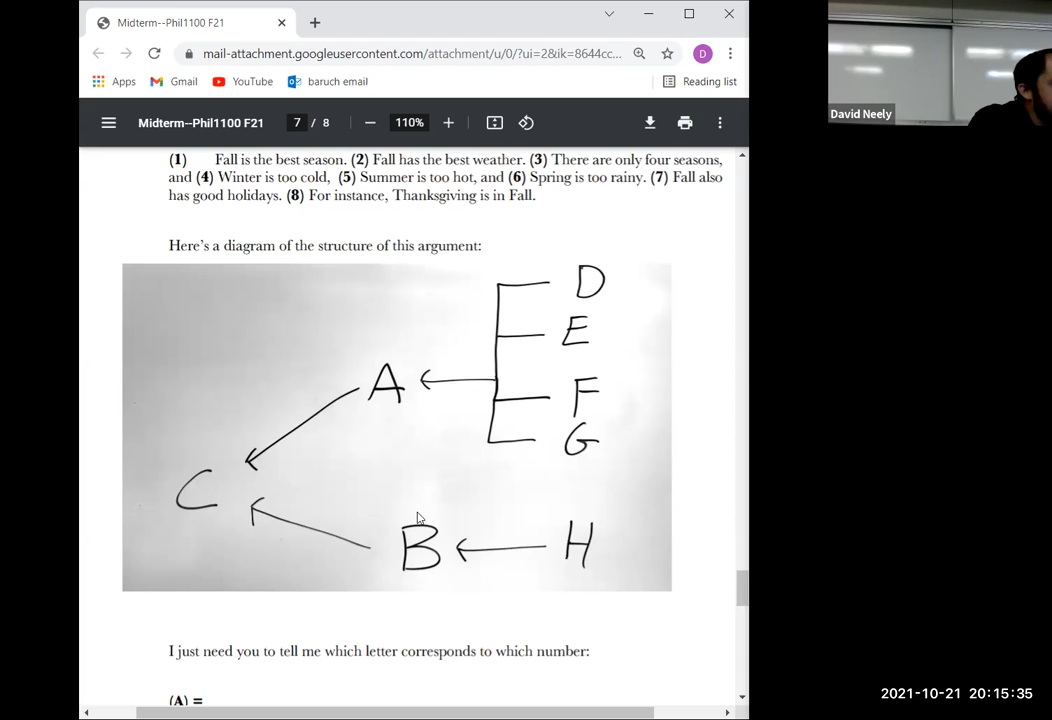 Midterm--Phil1100 F21
mail-attachment.googleusercontent.com/attachment/u/0/?ui=2&ik=8644cc...
D
Apps
Gmail
YouTube
baruch email
Reading list
Midterm--Phil1100 F21
7 / 8
110%
(1) Fall is the best season. (2) Fall has the best weather. (3) There are only four seasons,
and (4) Winter is too cold, (5) Summer is too hot, and (6) Spring is too rainy. (7) Fall also
has good holidays. (8) For instance, Thanksgiving is in Fall.
Here's a diagram of the structure of this argument:
D
E
A
F
G
C
B
H
I just need you to tell me which letter corresponds to which number:
(A) =
David Neely
2021-10-21 20:15:35